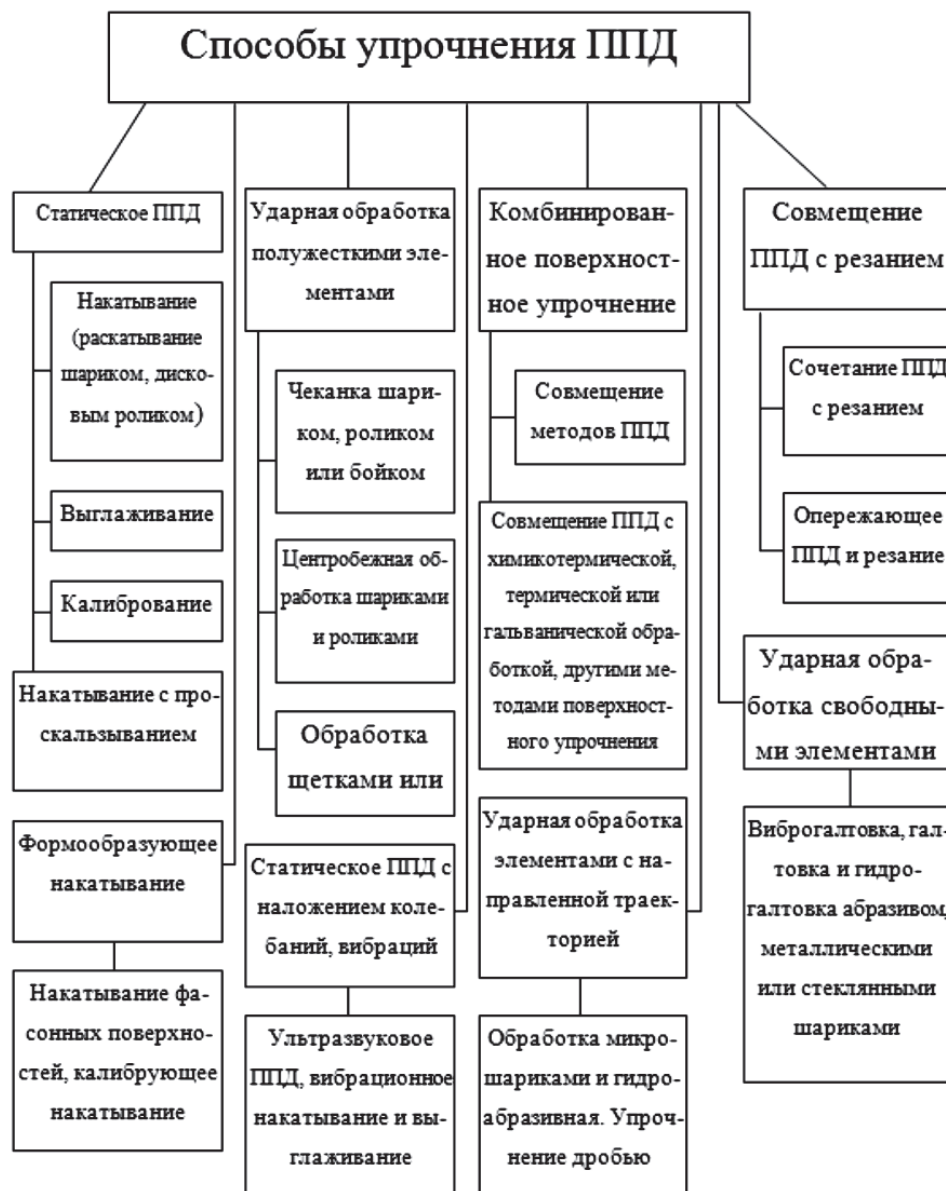 Способы упрочнения ППД
Статическое ППД
Накатывание
(раскатывание
шариком, диско-
вым роликом)
Выглаживание
Калибрование
Накатывание с про-
скальзыванием
Формообразующее
накатывание
Накатывание фа-
сонных поверхно-
стей, калибрующее
накатывание
Ударная обработка
полужесткими эле-
ментами
Чеканка шари-
ком, роликом
или бойком
Центробежная об-
работка шариками
и роликами
Обработка
щетками или
Статическое ППД с
наложением коле-
баний, вибраций
Ультразвуковое
ППД, вибрационное
накатывание и вы-
глаживание
Комбинирован-
ное поверхност-
ное упрочнение
Совмещение
методов ППД
Совмещение ППД с
химикотермической,
термической или
гальванической обра-
боткой, другими ме-
тодами поверхност-
ного упрочнения
Ударная обработка
элементами с на-
правленной траек-
торией
Обработка микро-
шариками и гидро-
абразивная. Упроч-
нение дробью
Совмещение
ППД с резанием
Сочетание ППД
с резанием
Опережающее
ППД и резание
Ударная обра-
ботка свободны-
ми элементами
Виброгалтовка, гал-
товка и гидро-
галтовка абразивом,
металлическими
или стеклянными
шариками